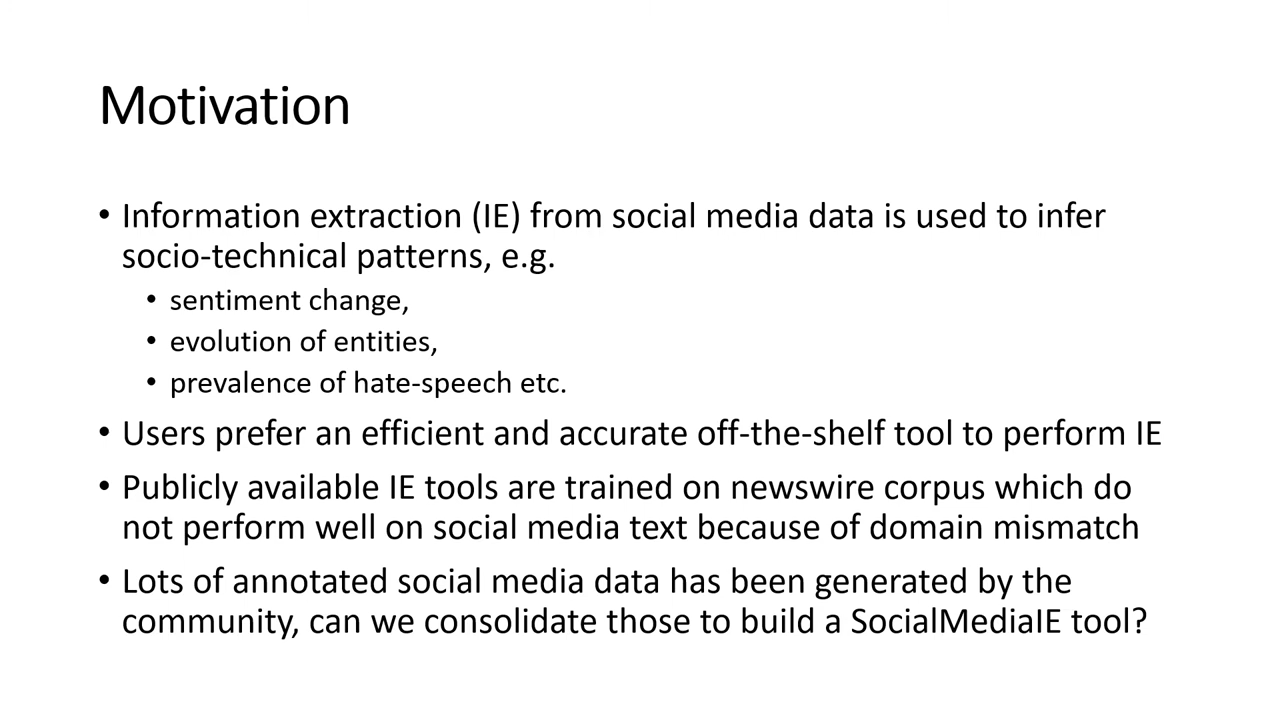 Motivation
• Information extraction (IE) from social media data is used to infer
socio-technical patterns, e.g.
• sentiment change,
• evolution of entities,
• prevalence of hate-speech etc.
• Users prefer an efficient and accurate off-the-shelf tool to perform IE
• Publicly available IE tools are trained on newswire corpus which do
not perform well on social media text because of domain mismatch
• Lots of annotated social media data has been generated by the
community, can we consolidate those to build a SocialMediaIE tool?